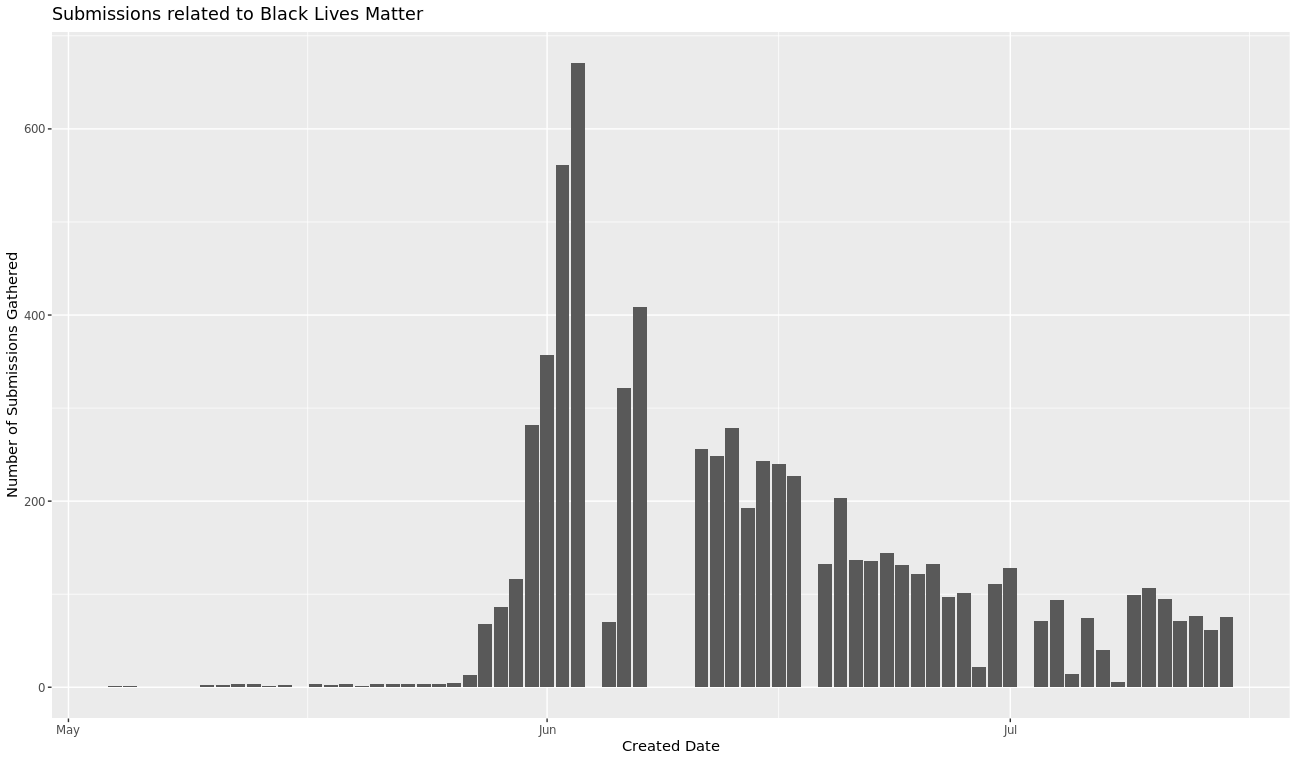 Submissions related to Black Lives Matter
Number of Submissions Gathered
600
400
200
0
May
Jun
Jul
Created Date